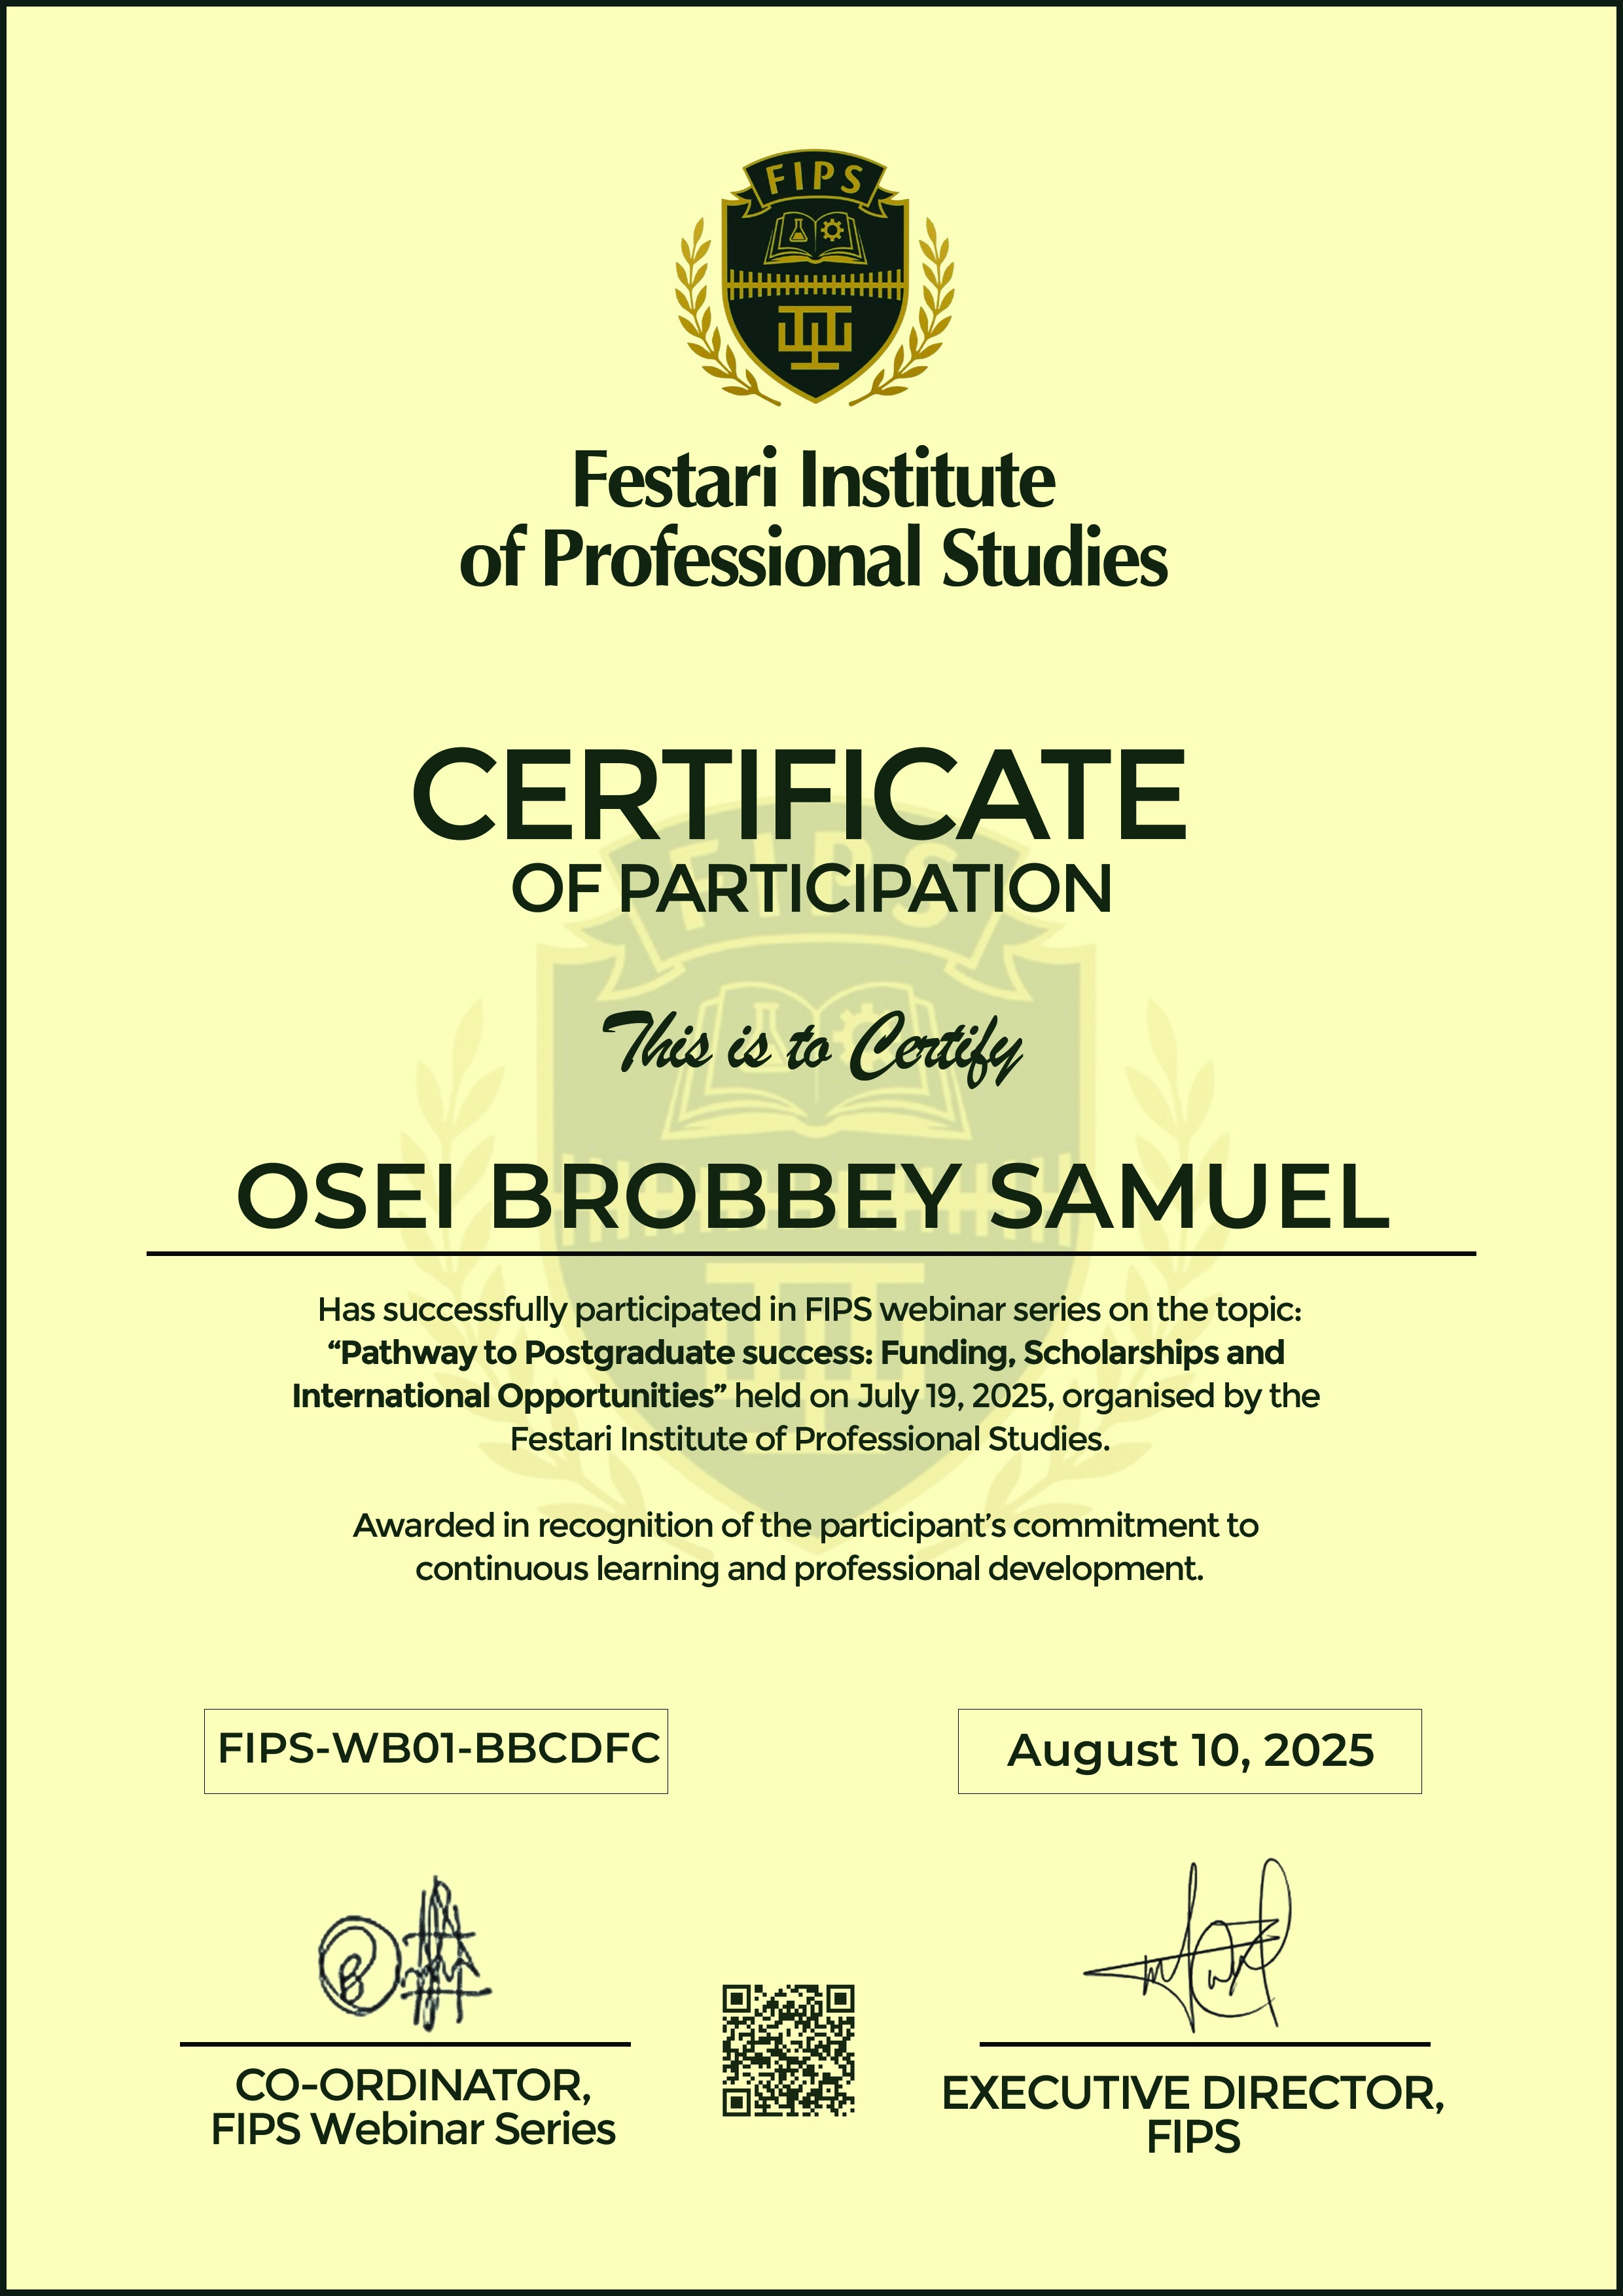 FIPS
Festari Institute
of Professional Studies
CERTIFICATE
OF PARTICIPATION
This is to Certify
OSEI BROBBEY SAMUEL
Has successfully participated in FIPS webinar series on the topic:
“Pathway to Postgraduate success: Funding, Scholarships and
International Opportunities” held on July 19, 2025, organised by the
Festari Institute of Professional Studies.
Awarded in recognition of the participant’s commitment to
continuous learning and professional development.
FIPS-WB01-BBCDFC
August 10, 2025
CO-ORDINATOR,
FIPS Webinar Series
EXECUTIVE DIRECTOR,
FIPS